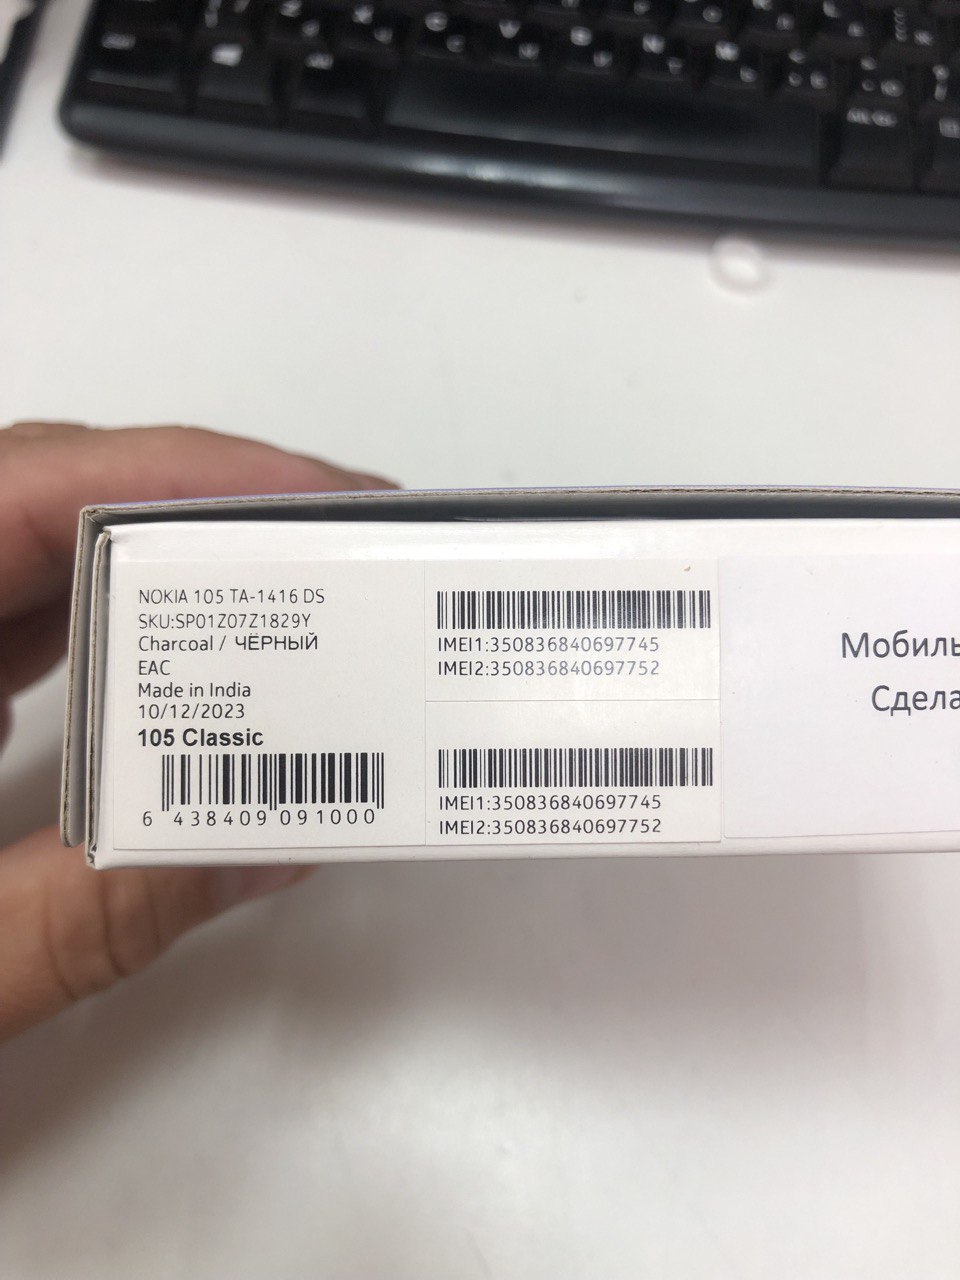 NOKIA 105 TA-1416 DS
SKU:SP01Z07Z1829Y
Charcoal / ЧЁРНЫЙ
EAC
Made in India
10/12/2023
105 Classic
6 438409 091000
IMEI1:350836840697745
IMEI2:350836840697752
IMEI1:350836840697745
IMEI2:350836840697752
Мобиль
Сдела